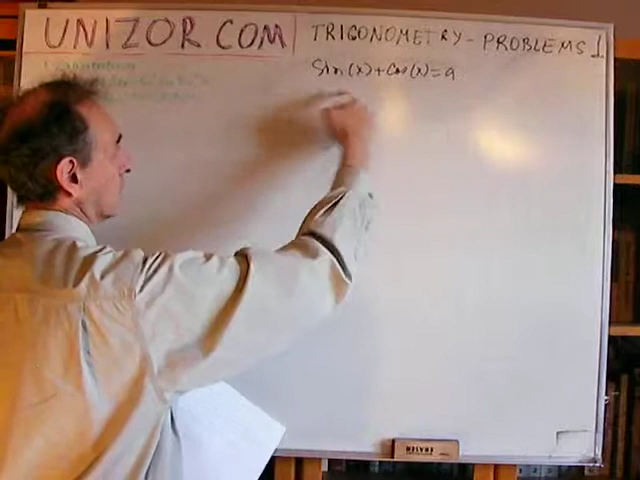 UNIZOR COM
TRIGONOMETRY - PROBLEMS 1
Sin(x)+Cos(x)=a